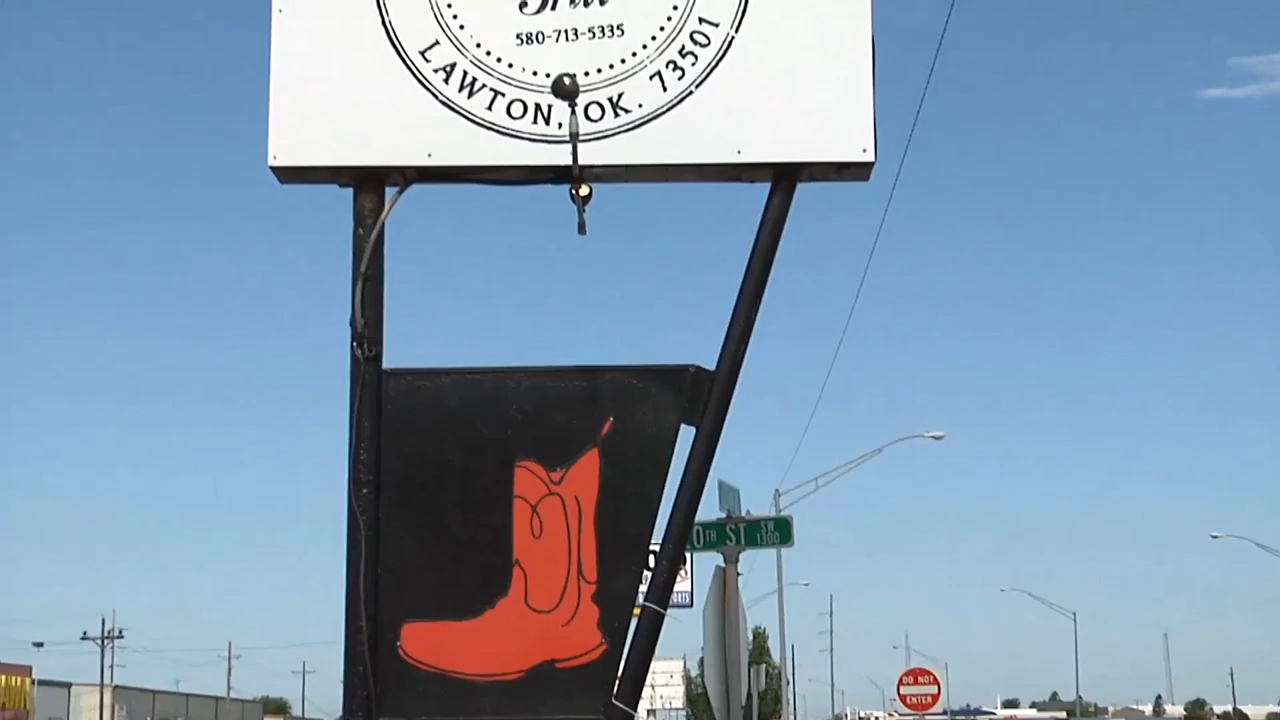 580-713-5335
LAWTON, OK. 73501
0TH ST SW
1300
DO NOT
ENTER